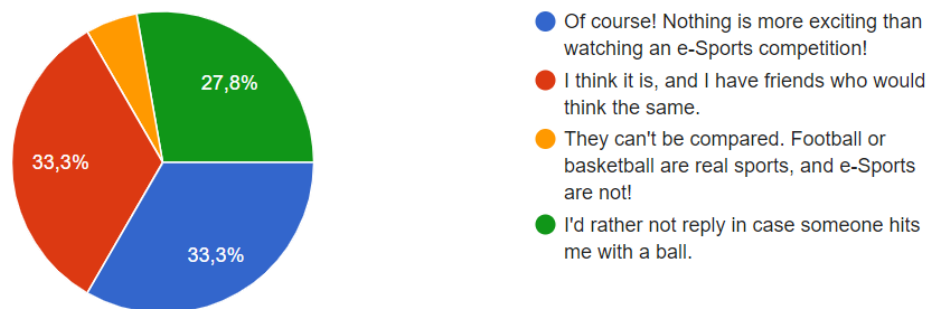 27,8%
33,3%
33,3%
Of course! Nothing is more exciting than
watching an e-Sports competition!
I think it is, and I have friends who would
think the same.
They can't be compared. Football or
basketball are real sports, and e-Sports
are not!
I'd rather not reply in case someone hits
me with a ball.